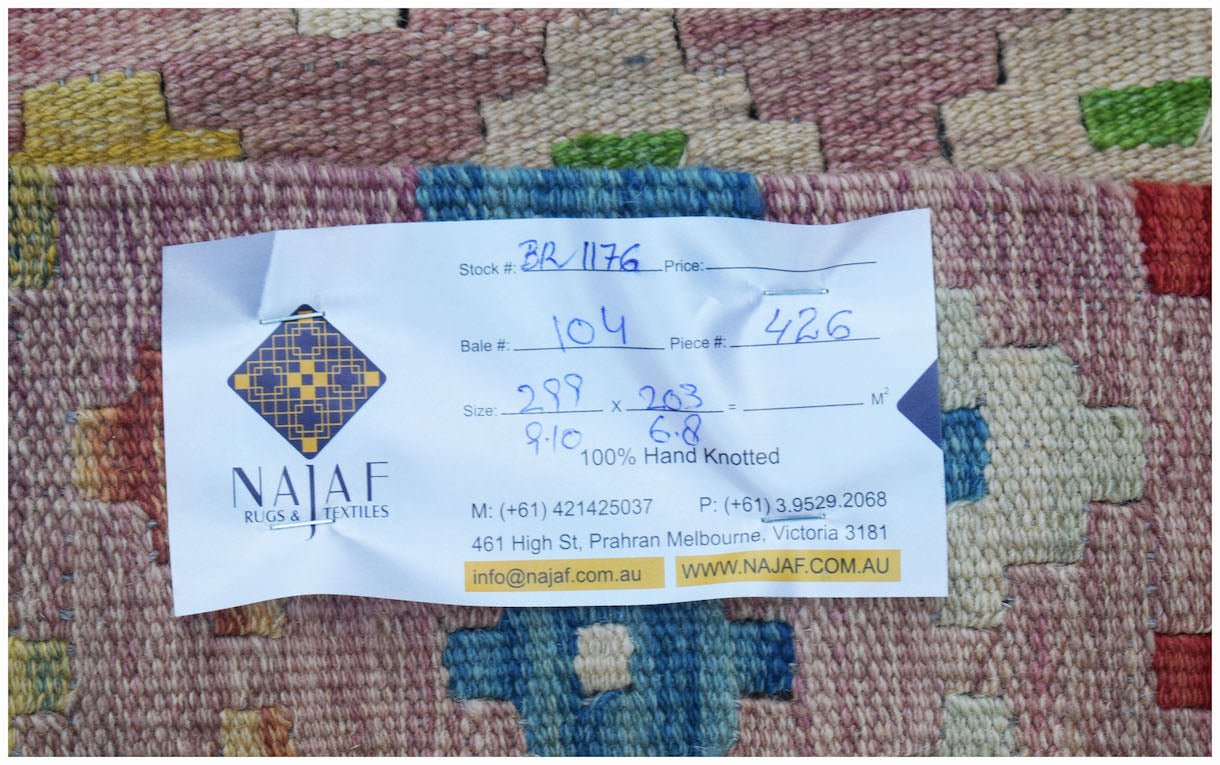 Stock #: BR 1176 Price:
Bale #: 104 Piece #: 426
Size: 299 x 203 = M²
9.10 6.8
100% Hand Knotted
NAJAF
RUGS & TEXTILES
M: (+61) 421425037 P: (+61) 3.9529.2068
461 High St, Prahran Melbourne, Victoria 3181
info@najaf.com.au WWW.NAJAF.COM.AU